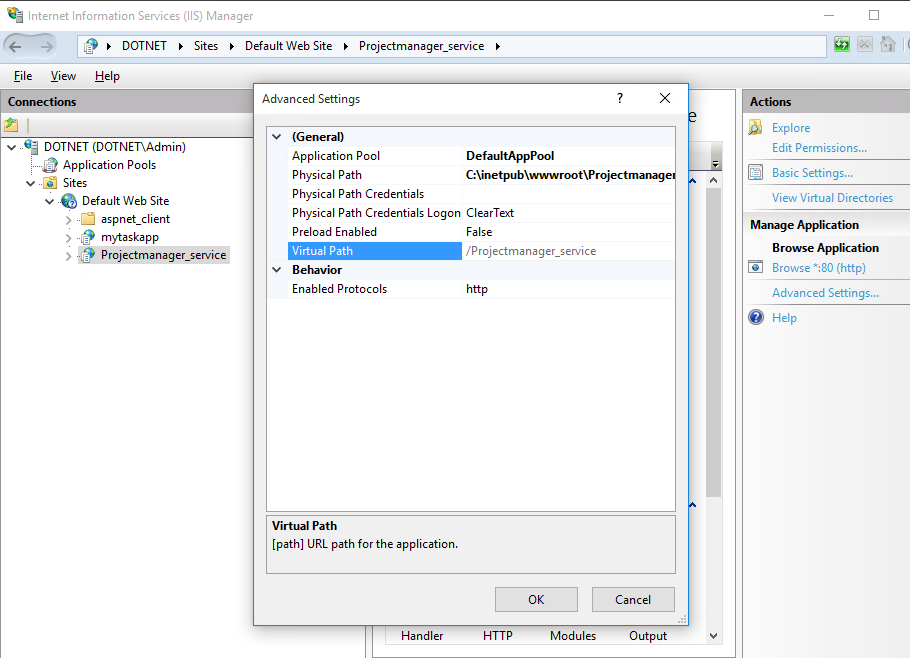 Internet Information Services (IIS) Manager
DOTNET Sites Default Web Site Projectmanager_service
File View Help
Connections
DOTNET (DOTNET\Admin)
Application Pools
Sites
Default Web Site
aspnet_client
mytaskapp
Projectmanager_service
e
Advanced Settings ?
(General)
Application Pool DefaultAppPool
Physical Path C:\inetpub\wwwroot\Projectmanager
Physical Path Credentials
Physical Path Credentials Logon ClearText
Preload Enabled False
Virtual Path /Projectmanager_service
Behavior
Enabled Protocols http
Virtual Path
[path] URL path for the application.
OK Cancel
Handler HTTP Modules Output
Actions
Explore
Edit Permissions...
Basic Settings...
View Virtual Directories
Manage Application
Browse Application
Browse *:80 (http)
Advanced Settings...
Help